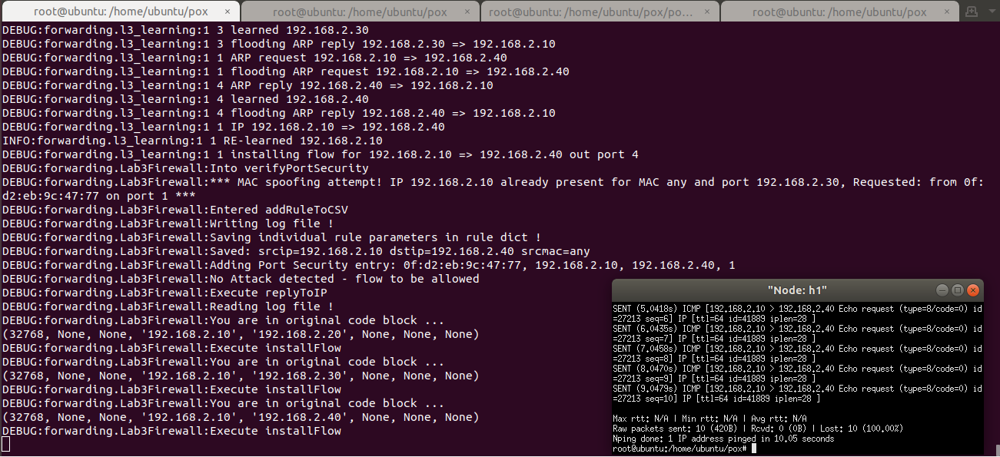 root@ubuntu: /home/ubuntu/pox × root@ubuntu: /home/ubuntu/pox × root@ubuntu: /home/ubuntu/pox/po... × root@ubuntu: /home/ubuntu/pox ×
DEBUG:forwarding.l3_learning:1 3 learned 192.168.2.30
DEBUG:forwarding.l3_learning:1 3 flooding ARP reply 192.168.2.30 => 192.168.2.10
DEBUG:forwarding.l3_learning:1 1 ARP request 192.168.2.10 => 192.168.2.40
DEBUG:forwarding.l3_learning:1 1 flooding ARP request 192.168.2.10 => 192.168.2.40
DEBUG:forwarding.l3_learning:1 4 ARP reply 192.168.2.40 => 192.168.2.10
DEBUG:forwarding.l3_learning:1 4 learned 192.168.2.40
DEBUG:forwarding.l3_learning:1 4 flooding ARP reply 192.168.2.40 => 192.168.2.10
DEBUG:forwarding.l3_learning:1 1 IP 192.168.2.10 => 192.168.2.40
INFO:forwarding.l3_learning:1 1 RE-learned 192.168.2.10
DEBUG:forwarding.l3_learning:1 1 installing flow for 192.168.2.10 => 192.168.2.40 out port 4
DEBUG:forwarding.Lab3Firewall:Into verifyPortSecurity
DEBUG:forwarding.Lab3Firewall:*** MAC spoofing attempt! IP 192.168.2.10 already present for MAC any and port 192.168.2.30, Requested: from 0f:
d2:eb:9c:47:77 on port 1 ***
DEBUG:forwarding.Lab3Firewall:Entered addRuleToCSV
DEBUG:forwarding.Lab3Firewall:Writing log file !
DEBUG:forwarding.Lab3Firewall:Saving individual rule parameters in rule dict !
DEBUG:forwarding.Lab3Firewall:Saved: srcip=192.168.2.10 dstip=192.168.2.40 srcmac=any
DEBUG:forwarding.Lab3Firewall:Adding Port Security entry: 0f:d2:eb:9c:47:77, 192.168.2.10, 192.168.2.40, 1
DEBUG:forwarding.Lab3Firewall:No Attack detected - flow to be allowed
DEBUG:forwarding.Lab3Firewall:Execute replyToIP
DEBUG:forwarding.Lab3Firewall:Reading log file !
DEBUG:forwarding.Lab3Firewall:You are in original code block ...
(32768, None, None, '192.168.2.10', '192.168.2.20', None, None, None)
DEBUG:forwarding.Lab3Firewall:Execute installFlow
DEBUG:forwarding.Lab3Firewall:You are in original code block ...
(32768, None, None, '192.168.2.10', '192.168.2.30', None, None, None)
DEBUG:forwarding.Lab3Firewall:Execute installFlow
DEBUG:forwarding.Lab3Firewall:You are in original code block ...
(32768, None, None, '192.168.2.10', '192.168.2.40', None, None, None)
DEBUG:forwarding.Lab3Firewall:Execute installFlow
"Node: h1"
SENT (5.0418s) ICMP [192.168.2.10 > 192.168.2.40 Echo request (type=8/code=0) id
=27213 seq=6] IP [ttl=64 id=41889 iplen=28 ]
SENT (6.0435s) ICMP [192.168.2.10 > 192.168.2.40 Echo request (type=8/code=0) id
=27213 seq=7] IP [ttl=64 id=41889 iplen=28 ]
SENT (7.0458s) ICMP [192.168.2.10 > 192.168.2.40 Echo request (type=8/code=0) id
=27213 seq=8] IP [ttl=64 id=41889 iplen=28 ]
SENT (8.0470s) ICMP [192.168.2.10 > 192.168.2.40 Echo request (type=8/code=0) id
=27213 seq=9] IP [ttl=64 id=41889 iplen=28 ]
SENT (9.0479s) ICMP [192.168.2.10 > 192.168.2.40 Echo request (type=8/code=0) id
=27213 seq=10] IP [ttl=64 id=41889 iplen=28 ]
Max rtt: N/A | Min rtt: N/A | Avg rtt: N/A
Raw packets sent: 10 (420B) | Rcvd: 0 (0B) | Lost: 10 (100.00%)
Nping done: 1 IP address pinged in 10.05 seconds
root@ubuntu:/home/ubuntu/pox#